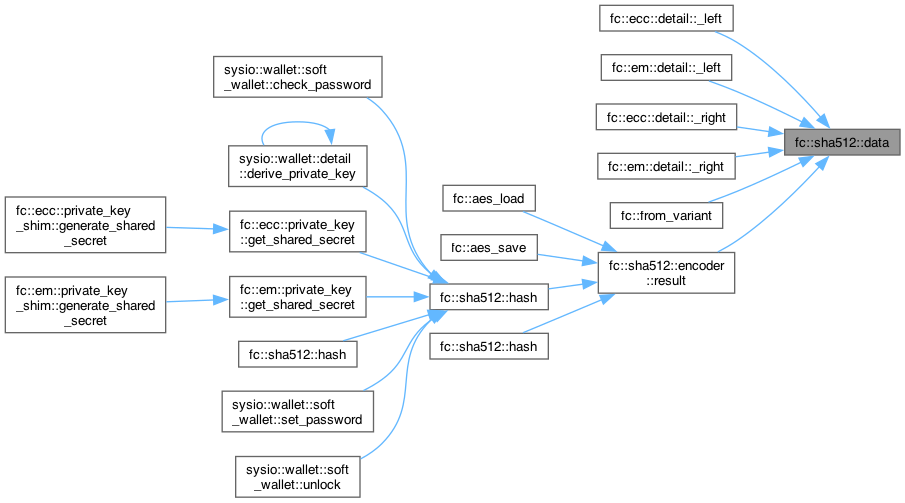 fc::ecc::detail::_left
fc::em::detail::_left
sysio::wallet::soft
_wallet::check_password
fc::ecc::detail::_right
fc::sha512::data
sysio::wallet::detail
::derive_private_key
fc::em::detail::_right
fc::aes_load
fc::ecc::private_key
_shim::generate_shared
_secret
fc::ecc::private_key
::get_shared_secret
fc::from_variant
fc::aes_save
fc::sha512::encoder
::result
fc::em::private_key
_shim::generate_shared
_secret
fc::em::private_key
::get_shared_secret
fc::sha512::hash
fc::sha512::hash
fc::sha512::hash
sysio::wallet::soft
_wallet::set_password
sysio::wallet::soft
_wallet::unlock